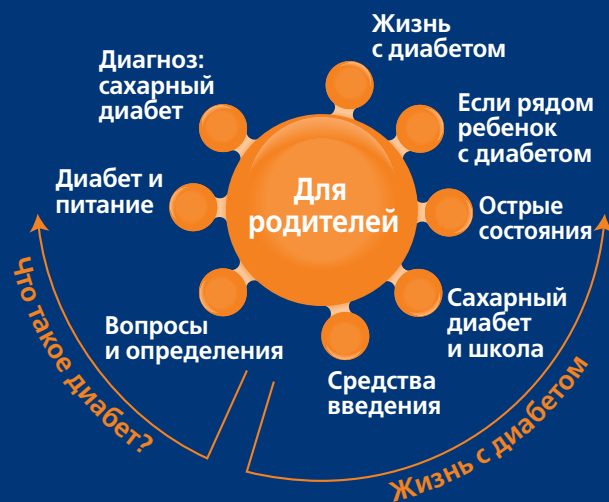 Жизнь
с диабетом
Диагноз:
сахарный
диабет
Если рядом
ребенок
с диабетом
Диабет и
питание
Для
родителей
Острые
состояния
Вопросы
и определения
Сахарный
диабет
и школа
Средства
введения
Что такое диабет?
Жизнь с диабетом